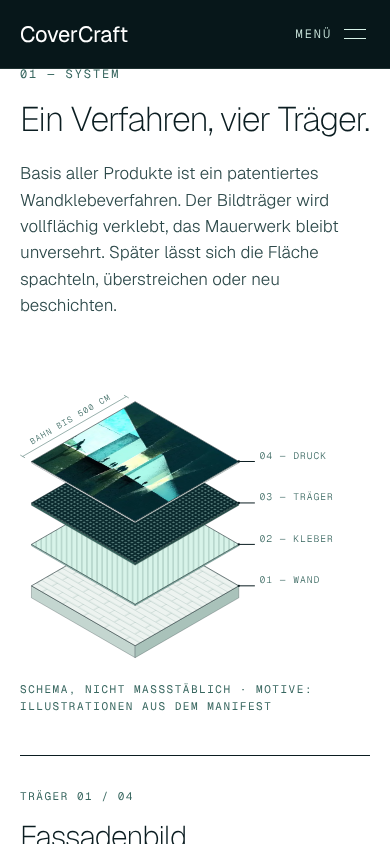 CoverCraft
MENÜ
01 — SYSTEM
Ein Verfahren, vier Träger.
Basis aller Produkte ist ein patentiertes
Wandklebeverfahren. Der Bildträger wird
vollflächig verklebt, das Mauerwerk bleibt
unversehrt. Später lässt sich die Fläche
spachteln, überstreichen oder neu
beschichten.
BAHN BIS 500 CM
04 — DRUCK
03 — TRÄGER
02 — KLEBER
01 — WAND
SCHEMA, NICHT MASSSTÄBLICH · MOTIVE:
ILLUSTRATIONEN AUS DEM MANIFEST
TRÄGER 01 / 04
Fassadenbild